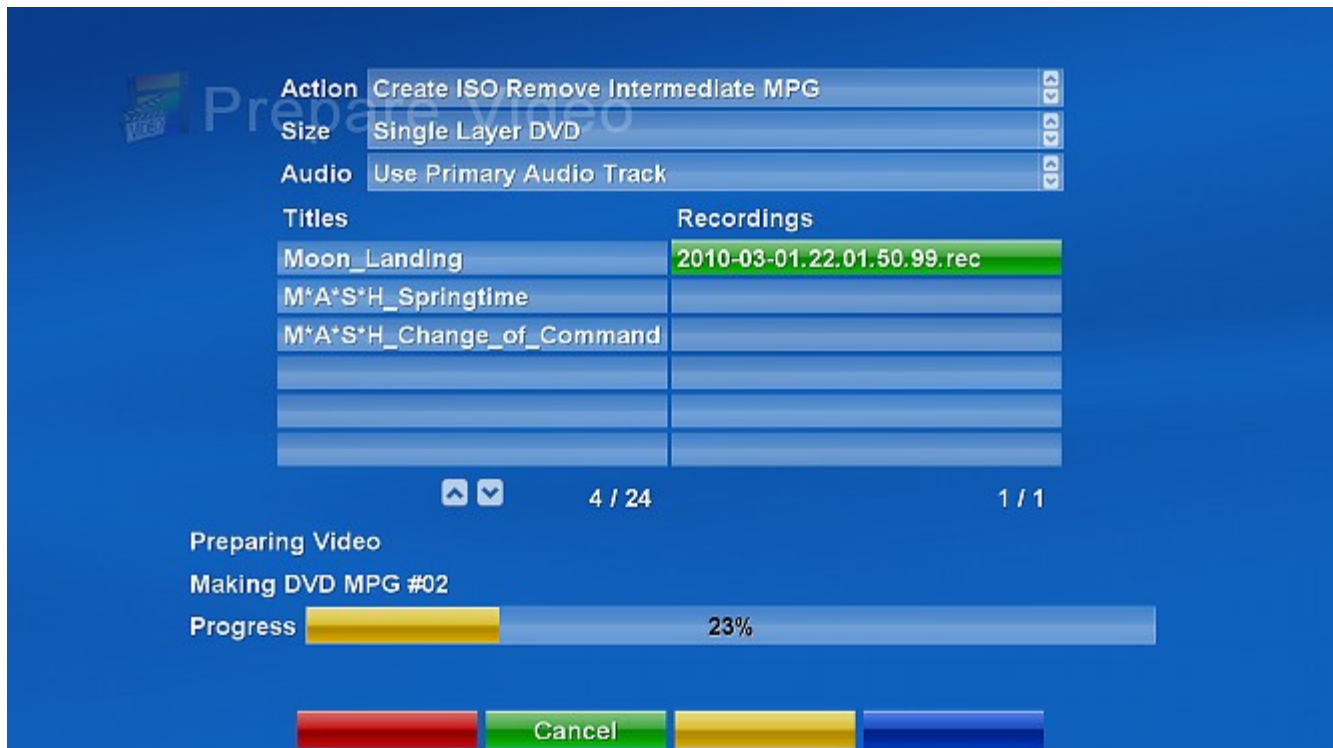 Prepare Video
VIDEO
Action Create ISO Remove Intermediate MPG
Size Single Layer DVD
Audio Use Primary Audio Track
Titles Recordings
Moon_Landing 2010-03-01.22.01.50.99.rec
M*A*S*H_Springtime
M*A*S*H_Change_of_Command
4 / 24 1 / 1
Preparing Video
Making DVD MPG #02
Progress 23%
Cancel